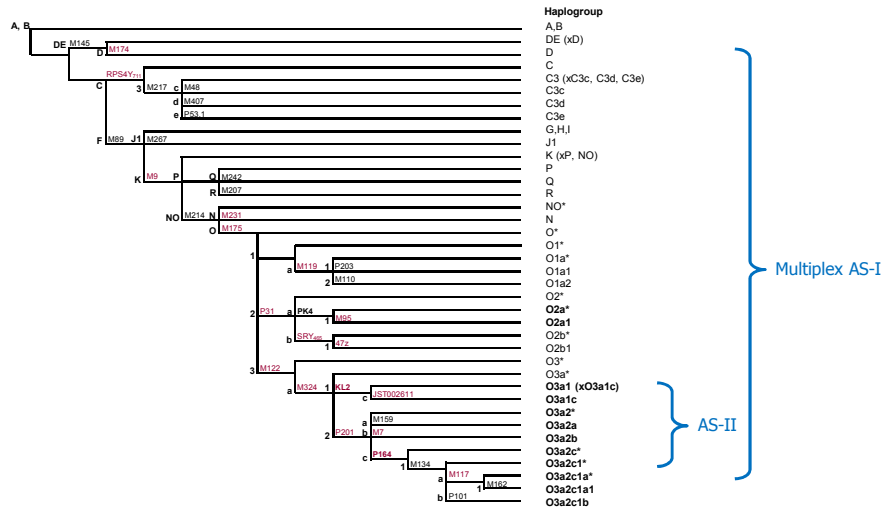 Haplogroup
A, B A,B
DE M145 DE (xD)
D M174 D
C
RPS4Y711 C3 (xC3c, C3d, C3e)
C 3 M217 c M48 C3c
d M407 C3d
e P53.1 C3e
G,H,I
F M89 J1 M267 J1
K (xP, NO)
P
K M9 P Q M242 Q
R M207 R
NO*
NO M214 N M231 N
O M175 O*
O1*
1 O1a*
a M119 1 P203 O1a1
2 M110 O1a2
Multiplex AS-I
O2*
2 P31 a PK4 O2a*
1 M95 O2a1
b SRY465 O2b*
1 47z O2b1
O3*
3 M122 O3a*
a M324 1 KL2 O3a1 (xO3a1c)
c JST002611 O3a1c
O3a2*
a M159 O3a2a
AS-II
2 P201 b M7 O3a2b
O3a2c*
c P164 O3a2c1*
1 M134 O3a2c1a*
a M117 1 M162 O3a2c1a1
b P101 O3a2c1b